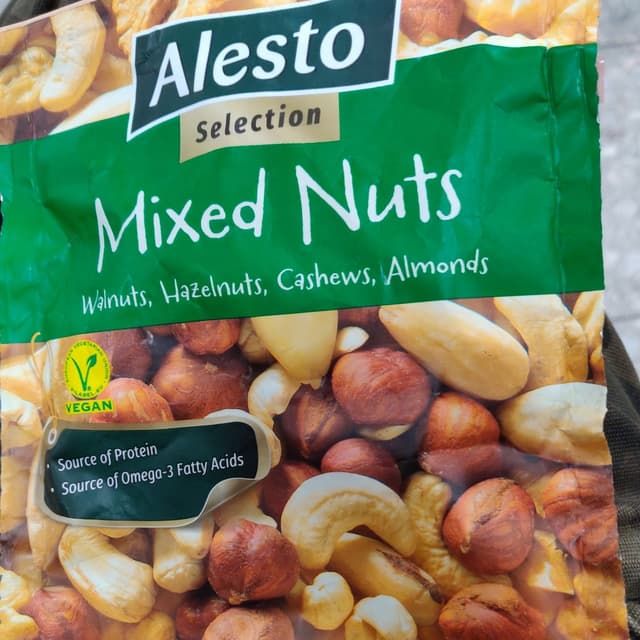 Alesto
Selection
Mixed Nuts
Walnuts, Hazelnuts, Cashews, Almonds
VEGAN
• Source of Protein
• Source of Omega-3 Fatty Acids